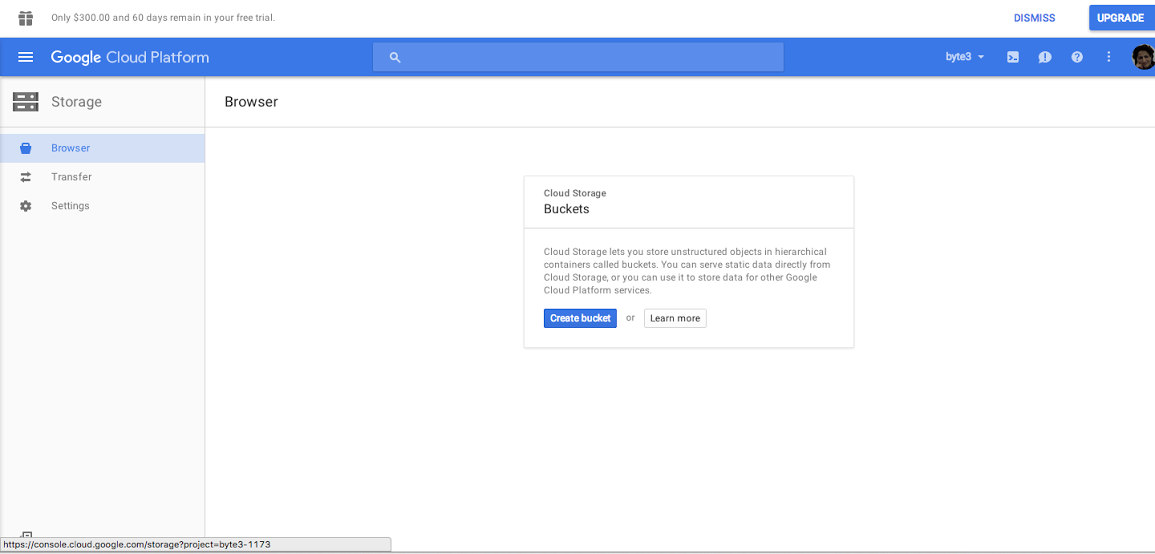 Only $300.00 and 60 days remain in your free trial.
DISMISS
UPGRADE
Google Cloud Platform
byte3
Storage
Browser
Browser
Transfer
Settings
Cloud Storage
Buckets
Cloud Storage lets you store unstructured objects in hierarchical
containers called buckets. You can serve static data directly from
Cloud Storage, or you can use it to store data for other Google
Cloud Platform services.
Create bucket or Learn more
https://console.cloud.google.com/storage?project=byte3-1173